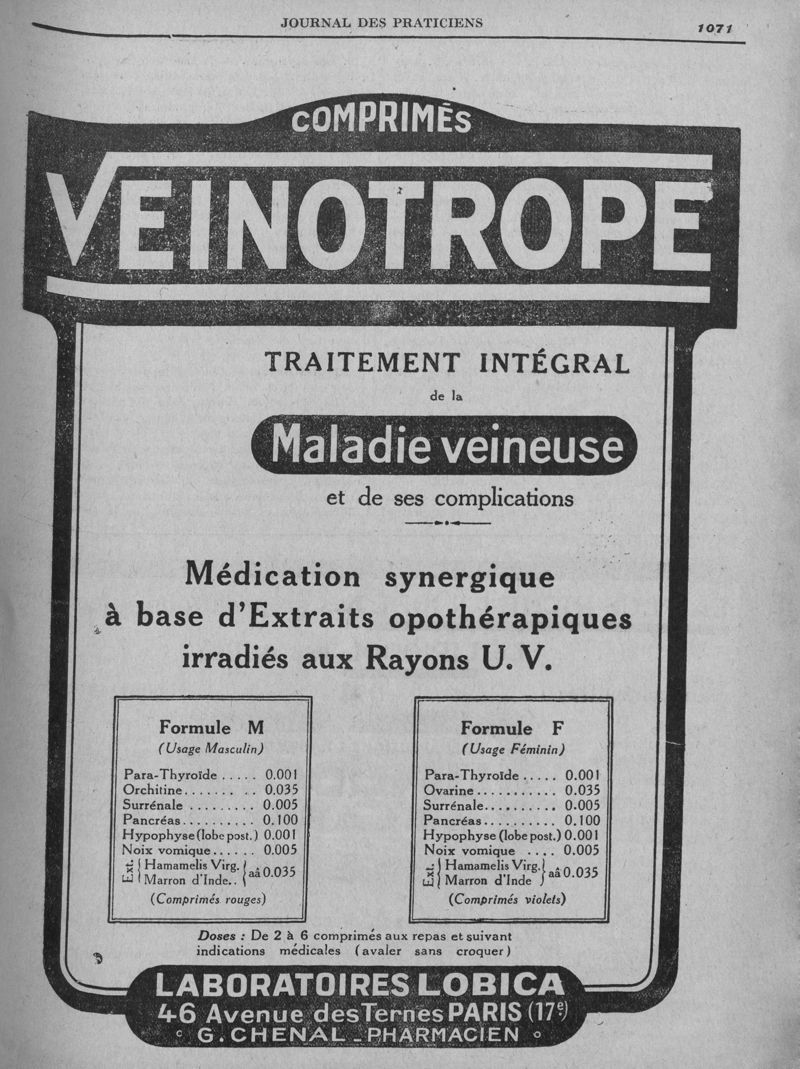 JOURNAL DES PRATICIENS
1071
COMPRIMÉS
VEINOTROPE
TRAITEMENT INTÉGRAL
de la
Maladie veineuse
et de ses complications
Médication synergique
à base d'Extraits opothérapiques
irradiés aux Rayons U. V.
Formule M
(Usage Masculin)
Para-Thyroïde ..... 0.001
Orchitine....... .. 0.035
Surrénale ......... 0.005
Pancréas.......... 0.100
Hypophyse (lobe post.) 0.001
Noix vomique...... 0.005
Ext: { Hamamelis Virg. } aâ 0.035
Marron d'Inde..
(Comprimés rouges)
Formule F
(Usage Féminin)
Para-Thyroïde ..... 0.001
Ovarine........... 0.035
Surrénale.......... 0.005
Pancréas.......... 0.100
Hypophyse (lobe post.) 0.001
Noix vomique .... 0.005
Ext: { Hamamelis Virg. } aâ 0.035
Marron d'Inde
(Comprimés violets)
Doses : De 2 à 6 comprimés aux repas et suivant
indications médicales (avaler sans croquer)
LABORATOIRES LOBICA
46 Avenue des Ternes PARIS (17e)
G. CHENAL - PHARMACIEN